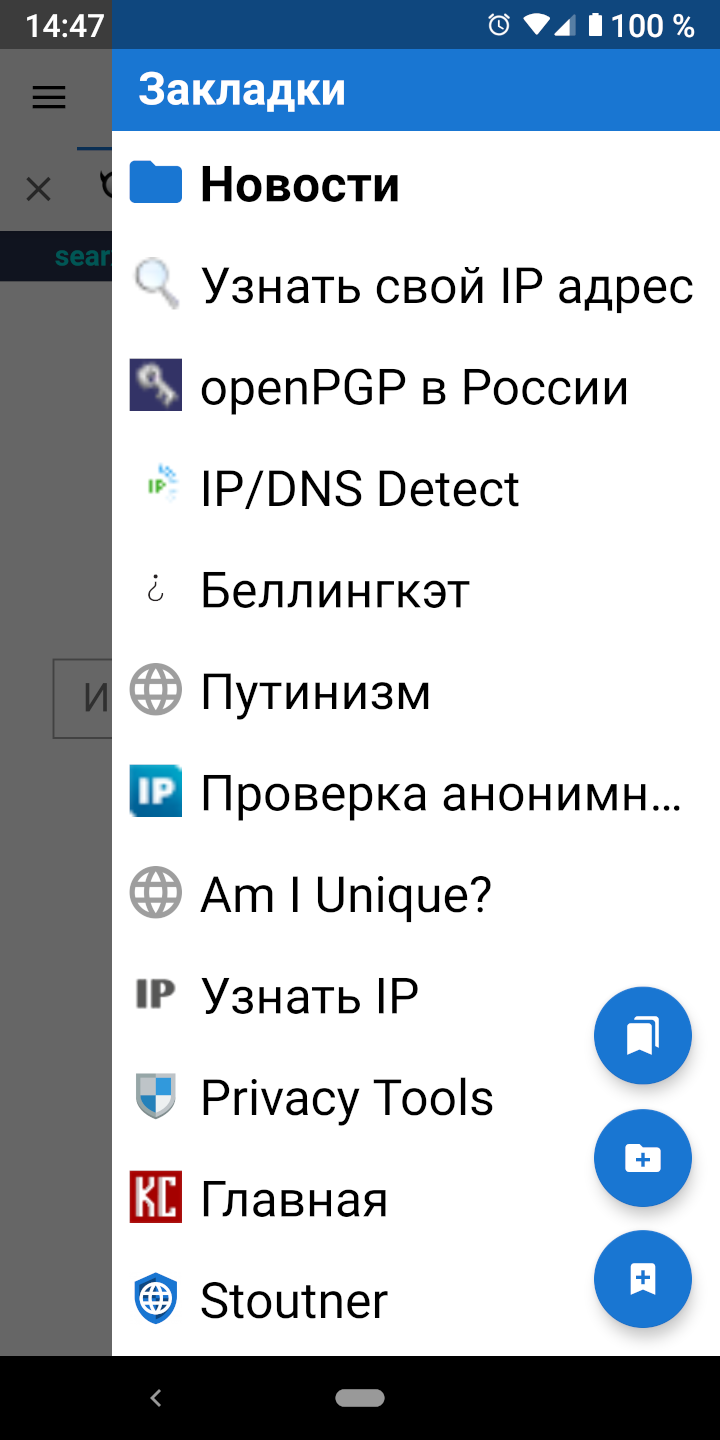 14:47
100 %
Закладки
Новости
sear
Узнать свой IP адрес
openPGP в России
IP
IP/DNS Detect
Беллингкэт
И
Путинизм
IP
Проверка анонимн...
Am I Unique?
IP
Узнать IP
Privacy Tools
КС
Главная
Stoutner